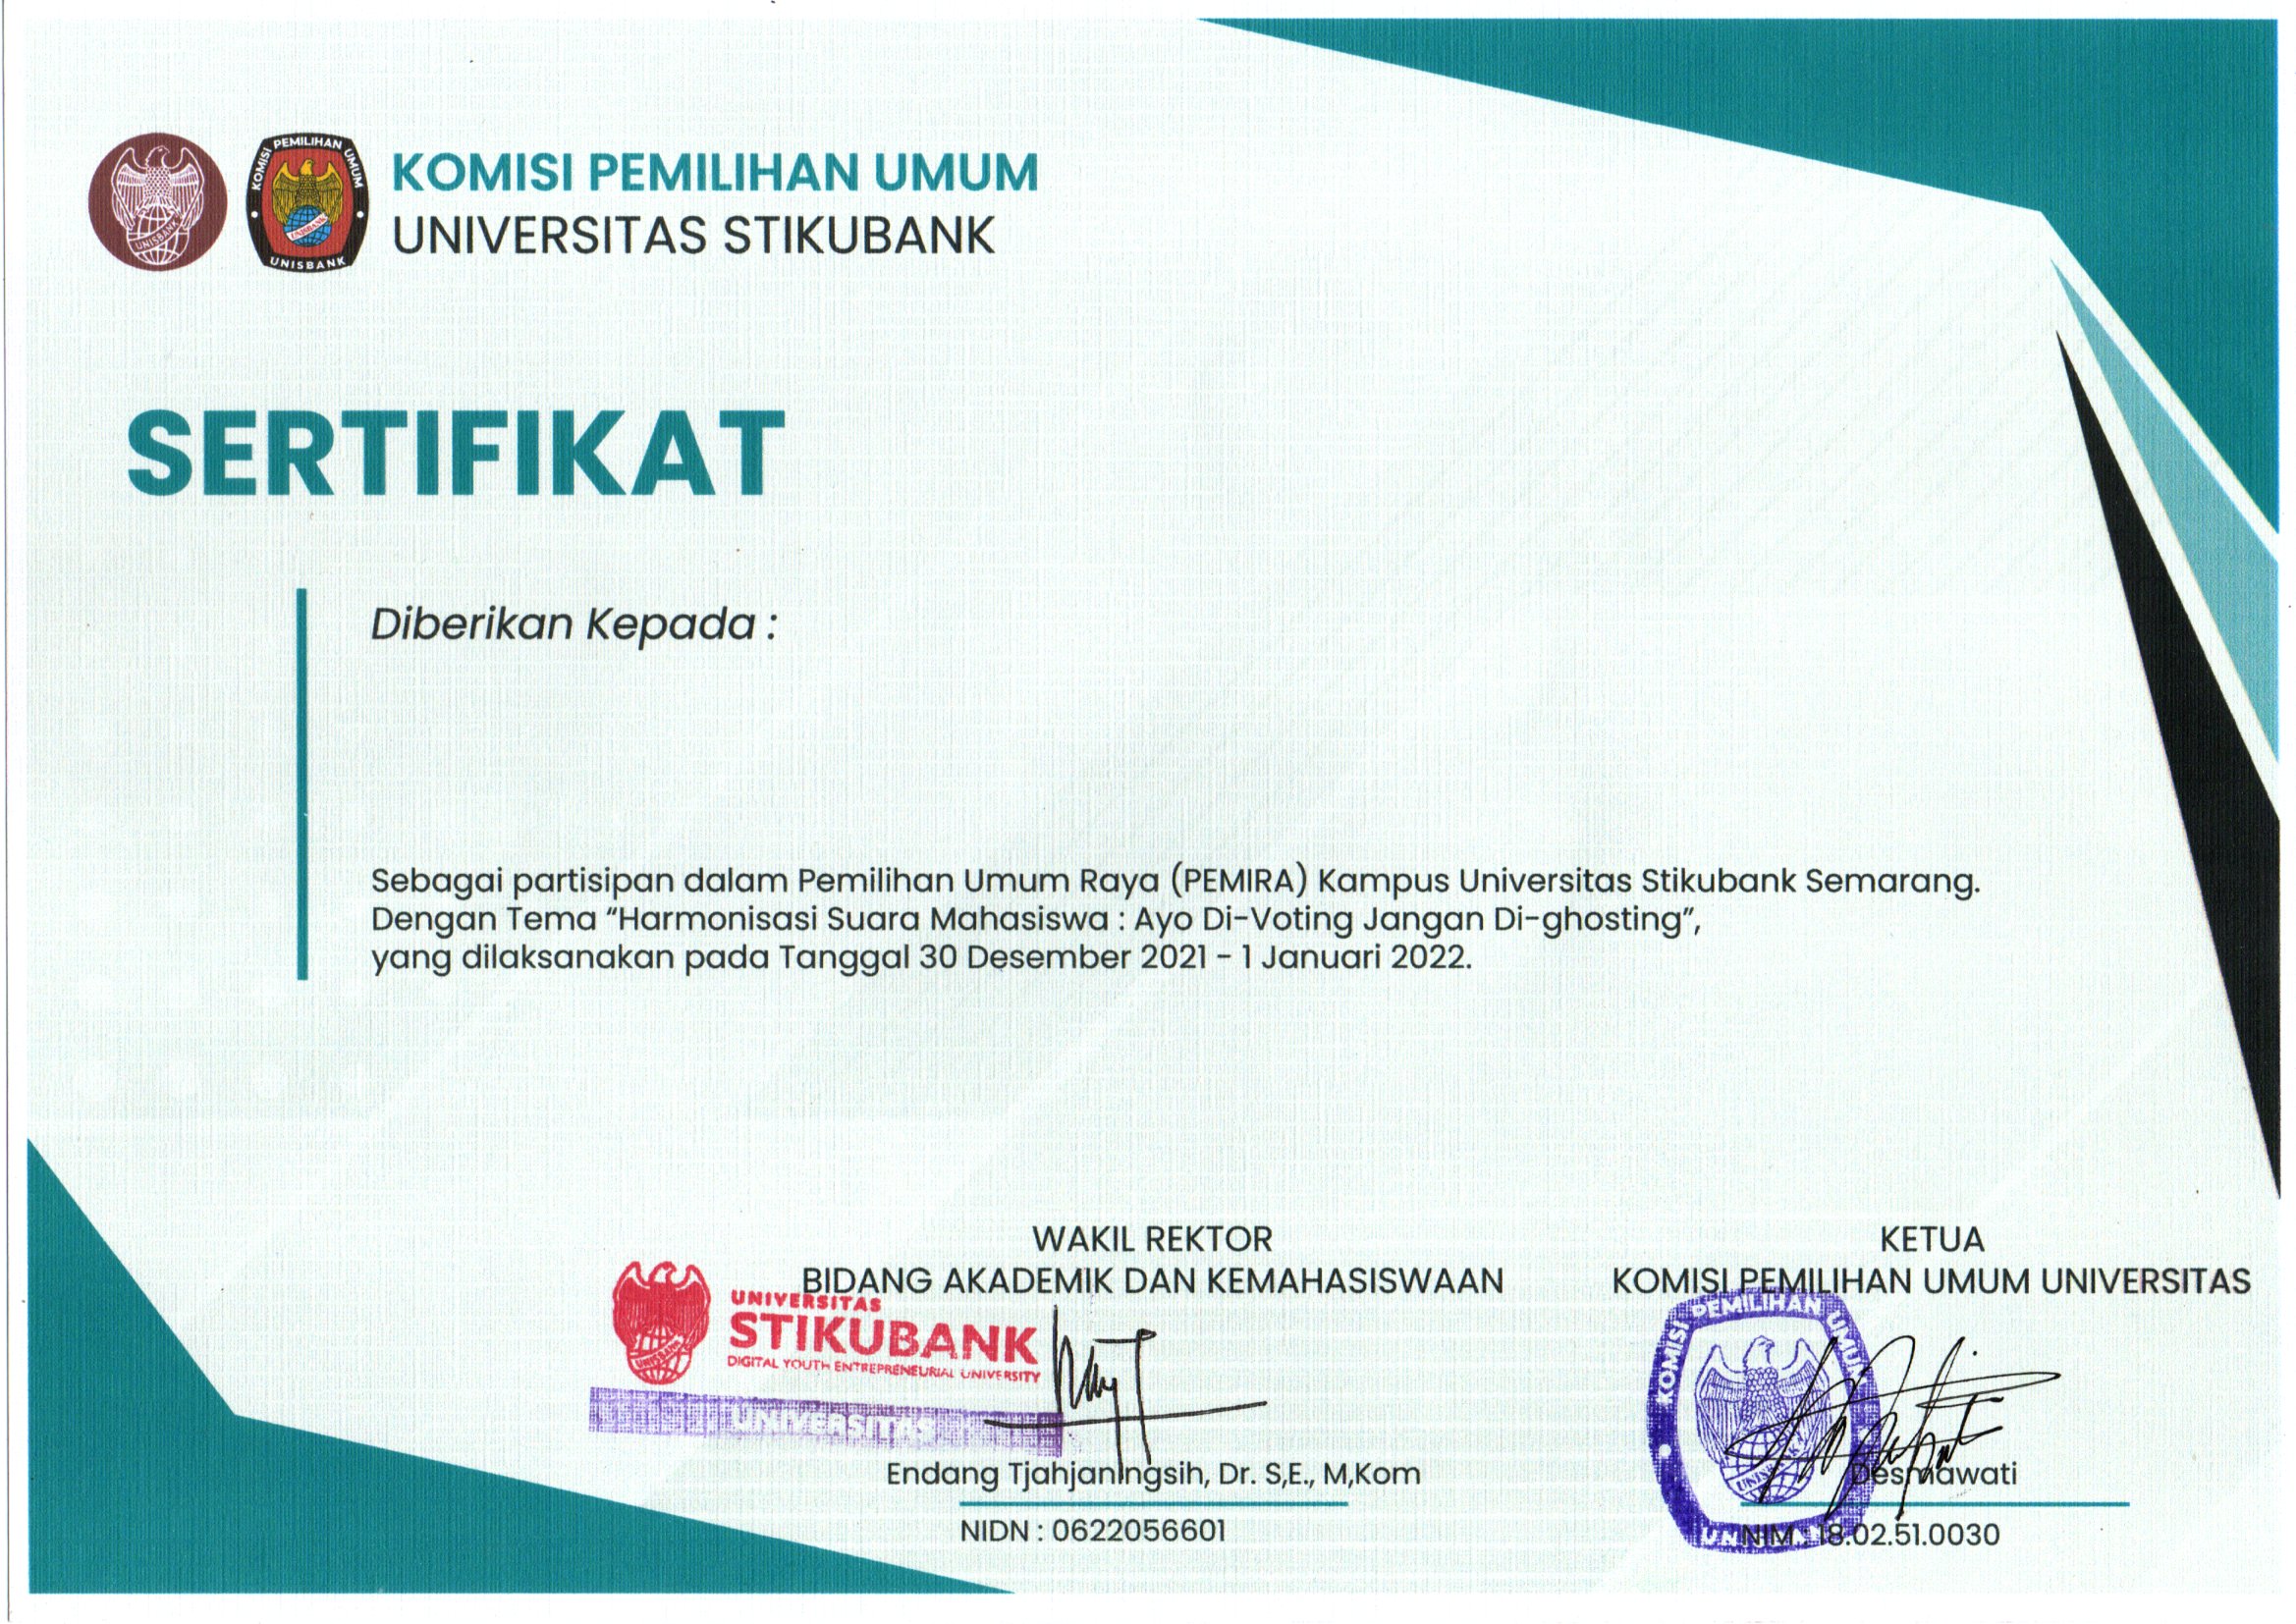 KOMISI PEMILIHAN UMUM
UNISBANK
UNISBANK
UNISBANK
KOMISI PEMILIHAN UMUM
UNIVERSITAS STIKUBANK
SERTIFIKAT
Diberikan Kepada :
Sebagai partisipan dalam Pemilihan Umum Raya (PEMIRA) Kampus Universitas Stikubank Semarang.
Dengan Tema “Harmonisasi Suara Mahasiswa : Ayo Di-Voting Jangan Di-ghosting”,
yang dilaksanakan pada Tanggal 30 Desember 2021 - 1 Januari 2022.
WAKIL REKTOR
BIDANG AKADEMIK DAN KEMAHASISWAAN
UNISBANK
UNIVERSITAS
STIKUBANK
DIGITAL YOUTH ENTREPRENEURIAL UNIVERSITY
UNIVERSITAS
Endang TjahjanIngsih, Dr. S,E., M,Kom
NIDN : 0622056601
KETUA
KOMISI PEMILIHAN UMUM UNIVERSITAS
KOMISI PEMILIHAN UMUM
UNISBANK
UNISBANK
Desmawati
NIM : 18.02.51.0030